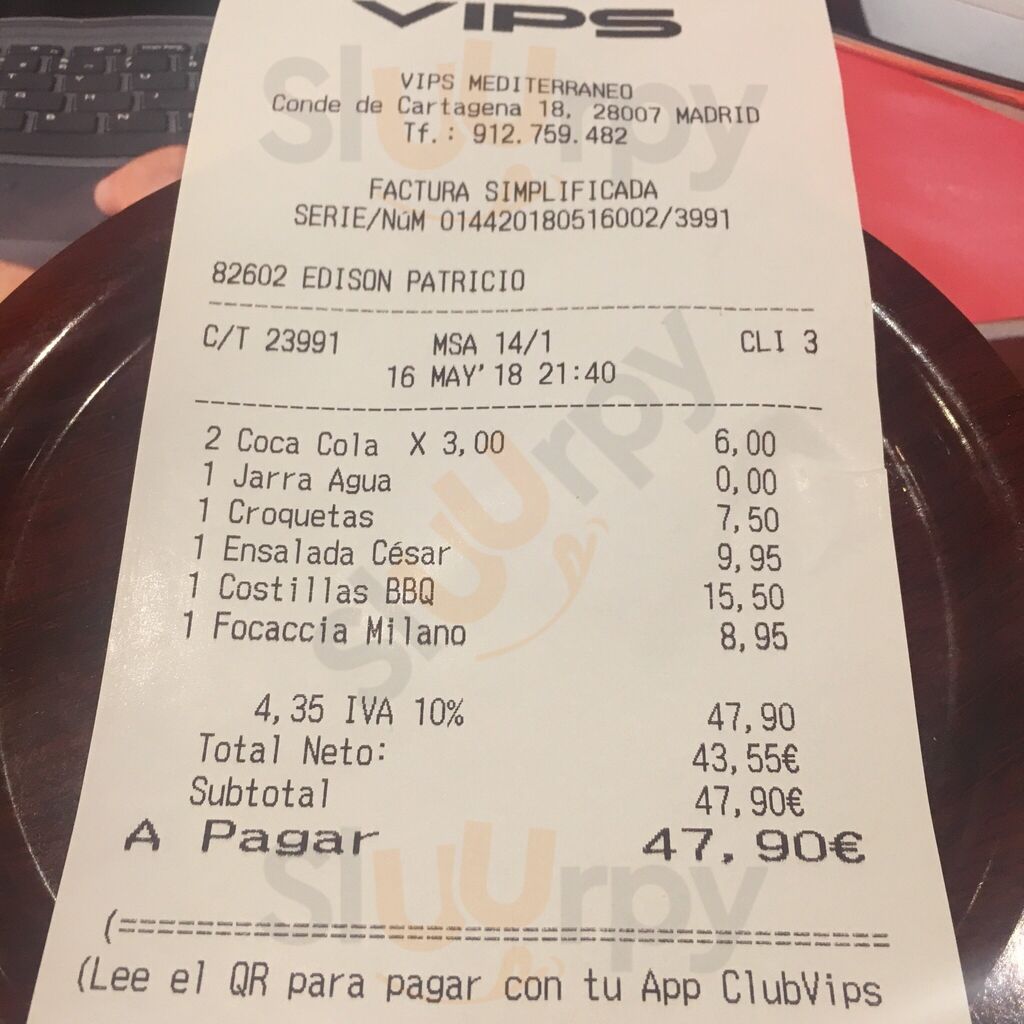 VIPS
VIPS MEDITERRANEO
Conde de Cartagena 18, 28007 MADRID
Tf.: 912.759.482
FACTURA SIMPLIFICADA
SERIE/NúM 014420180516002/3991
82602 EDISON PATRICIO
C/T 23991 MSA 14/1 CLI 3
16 MAY'18 21:40
2 Coca Cola X 3,00 6,00
1 Jarra Agua 0,00
1 Croquetas 7,50
1 Ensalada César 9,95
1 Costillas BBQ 15,50
1 Focaccia Milano 8,95
4,35 IVA 10% 47,90
Total Neto: 43,55€
Subtotal 47,90€
A Pagar 47,90€
(==========================================
(Lee el QR para pagar con tu App ClubVips
Sluurpy
Sluurpy
Sluurpy